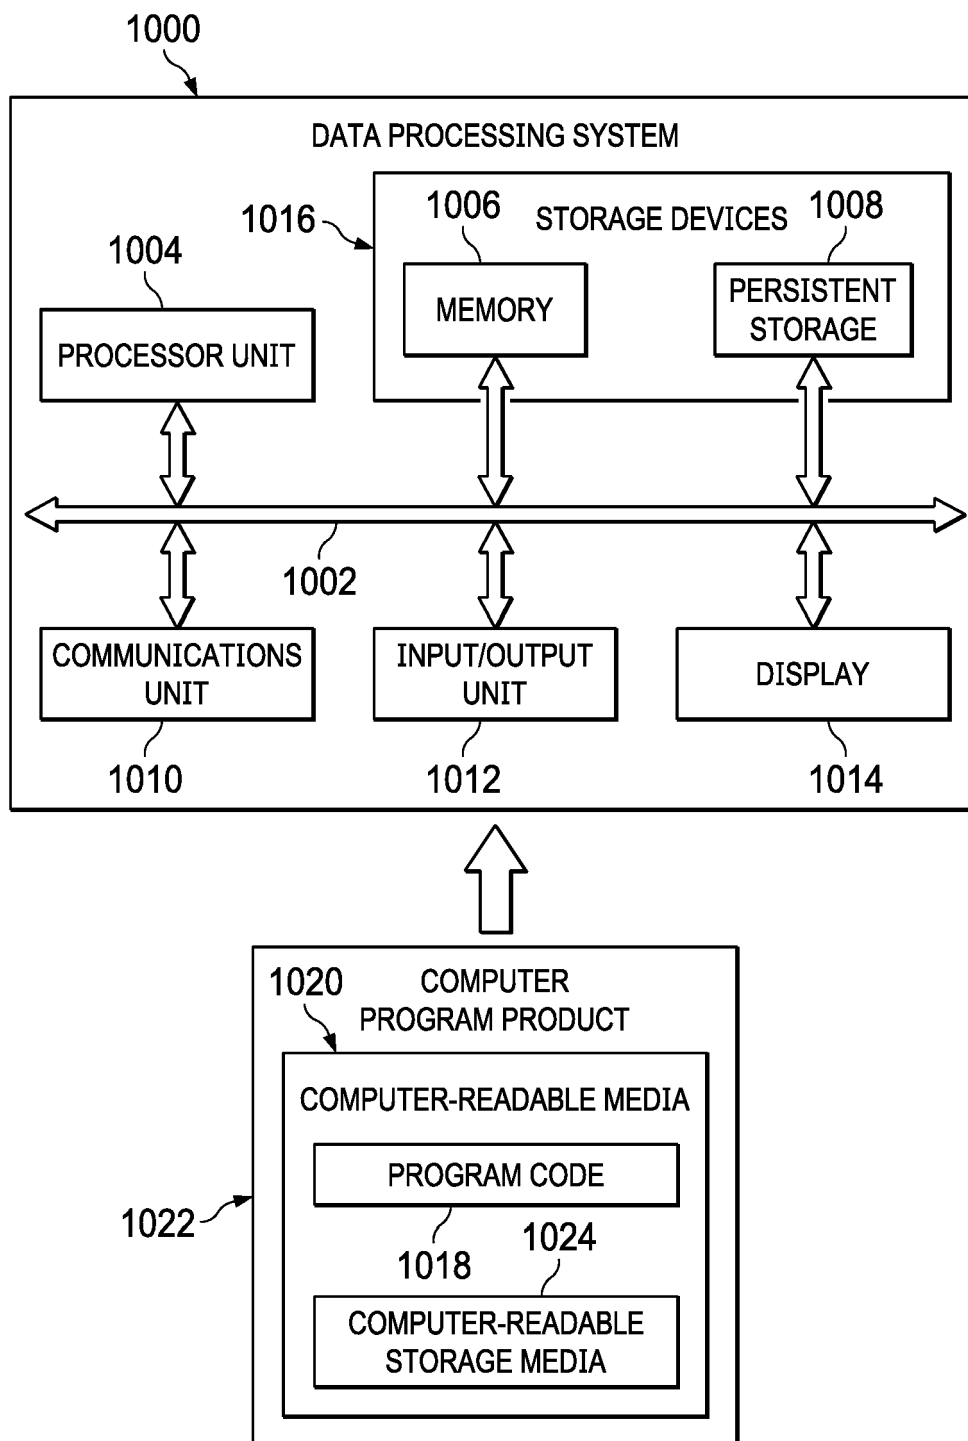 1000
DATA PROCESSING SYSTEM
1016
1006
STORAGE DEVICES
1008
1004
MEMORY
PERSISTENT
STORAGE
PROCESSOR UNIT
1002
COMMUNICATIONS
UNIT
INPUT/OUTPUT
UNIT
DISPLAY
1010
1012
1014
1020
COMPUTER
PROGRAM PRODUCT
COMPUTER-READABLE MEDIA
PROGRAM CODE
1022
1018
1024
COMPUTER-READABLE
STORAGE MEDIA